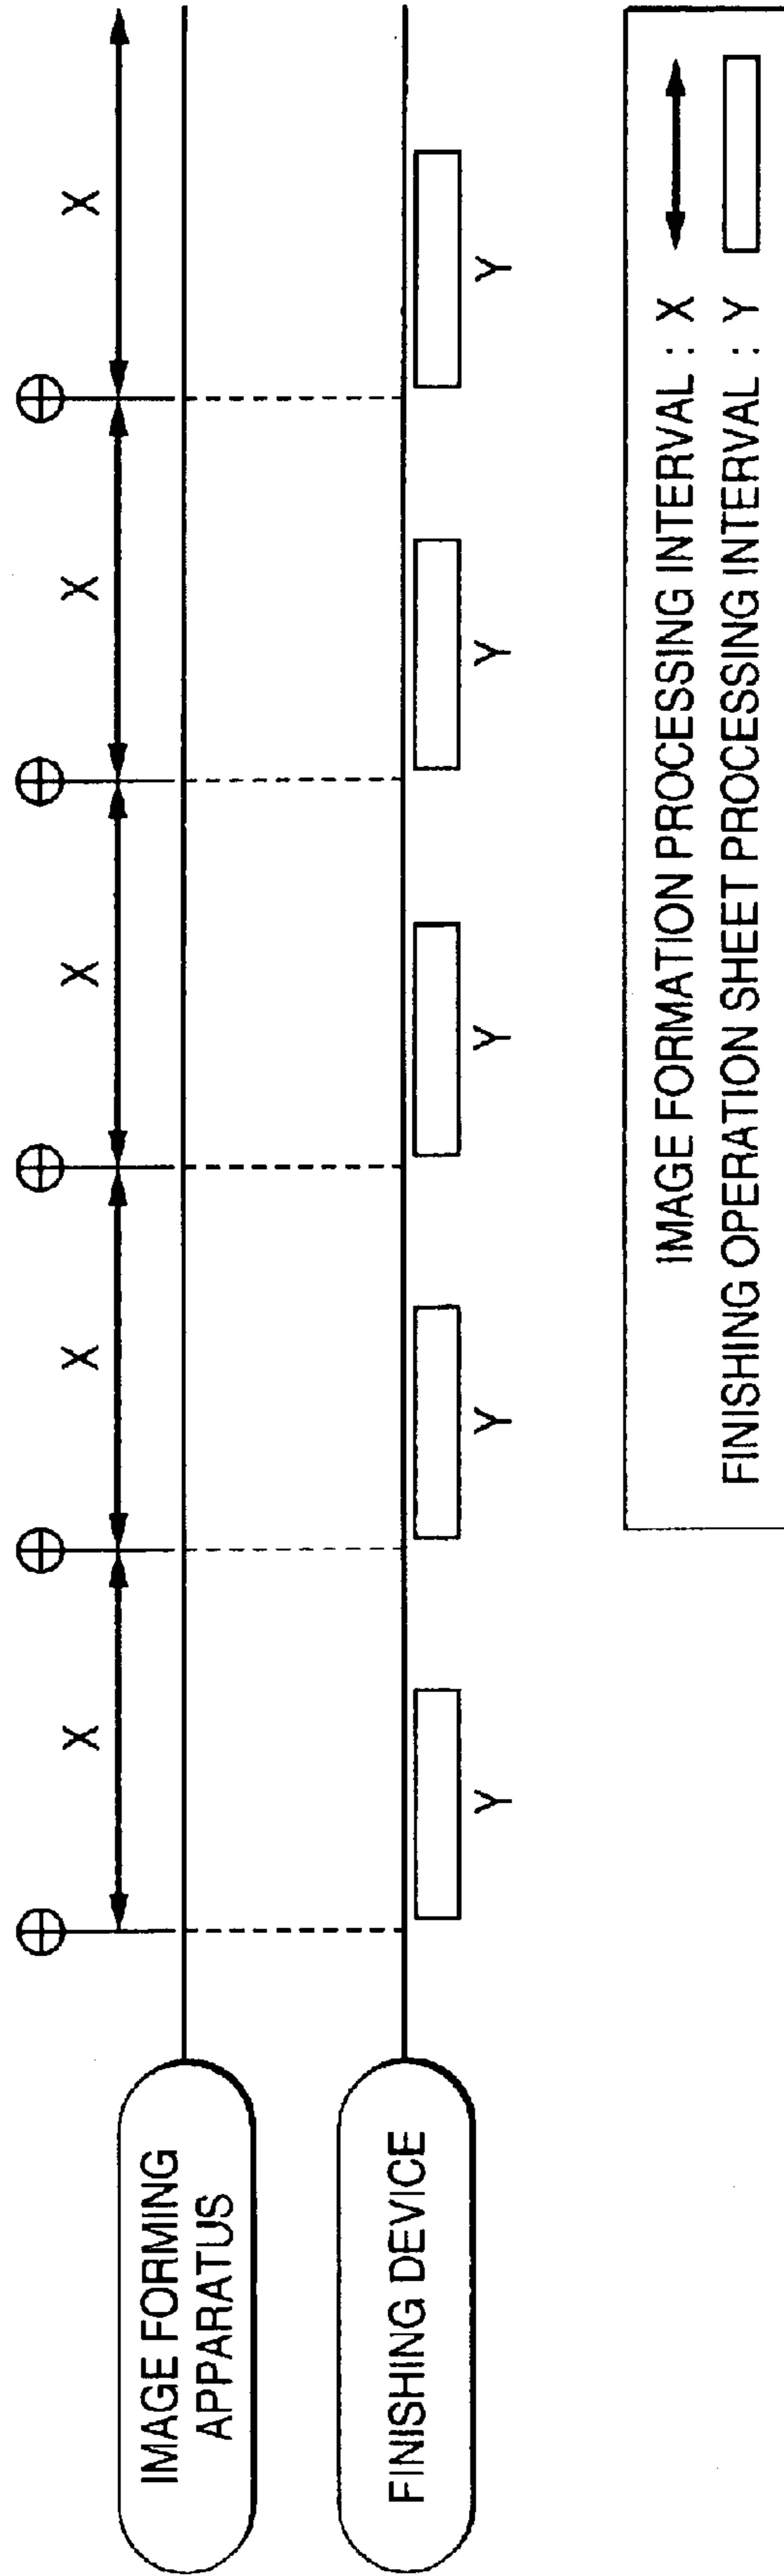 X
X
X
X
X
IMAGE FORMING
APPARATUS
FINISHING DEVICE
Y
Y
Y
Y
Y
IMAGE FORMATION PROCESSING INTERVAL : X
FINISHING OPERATION SHEET PROCESSING INTERVAL : Y